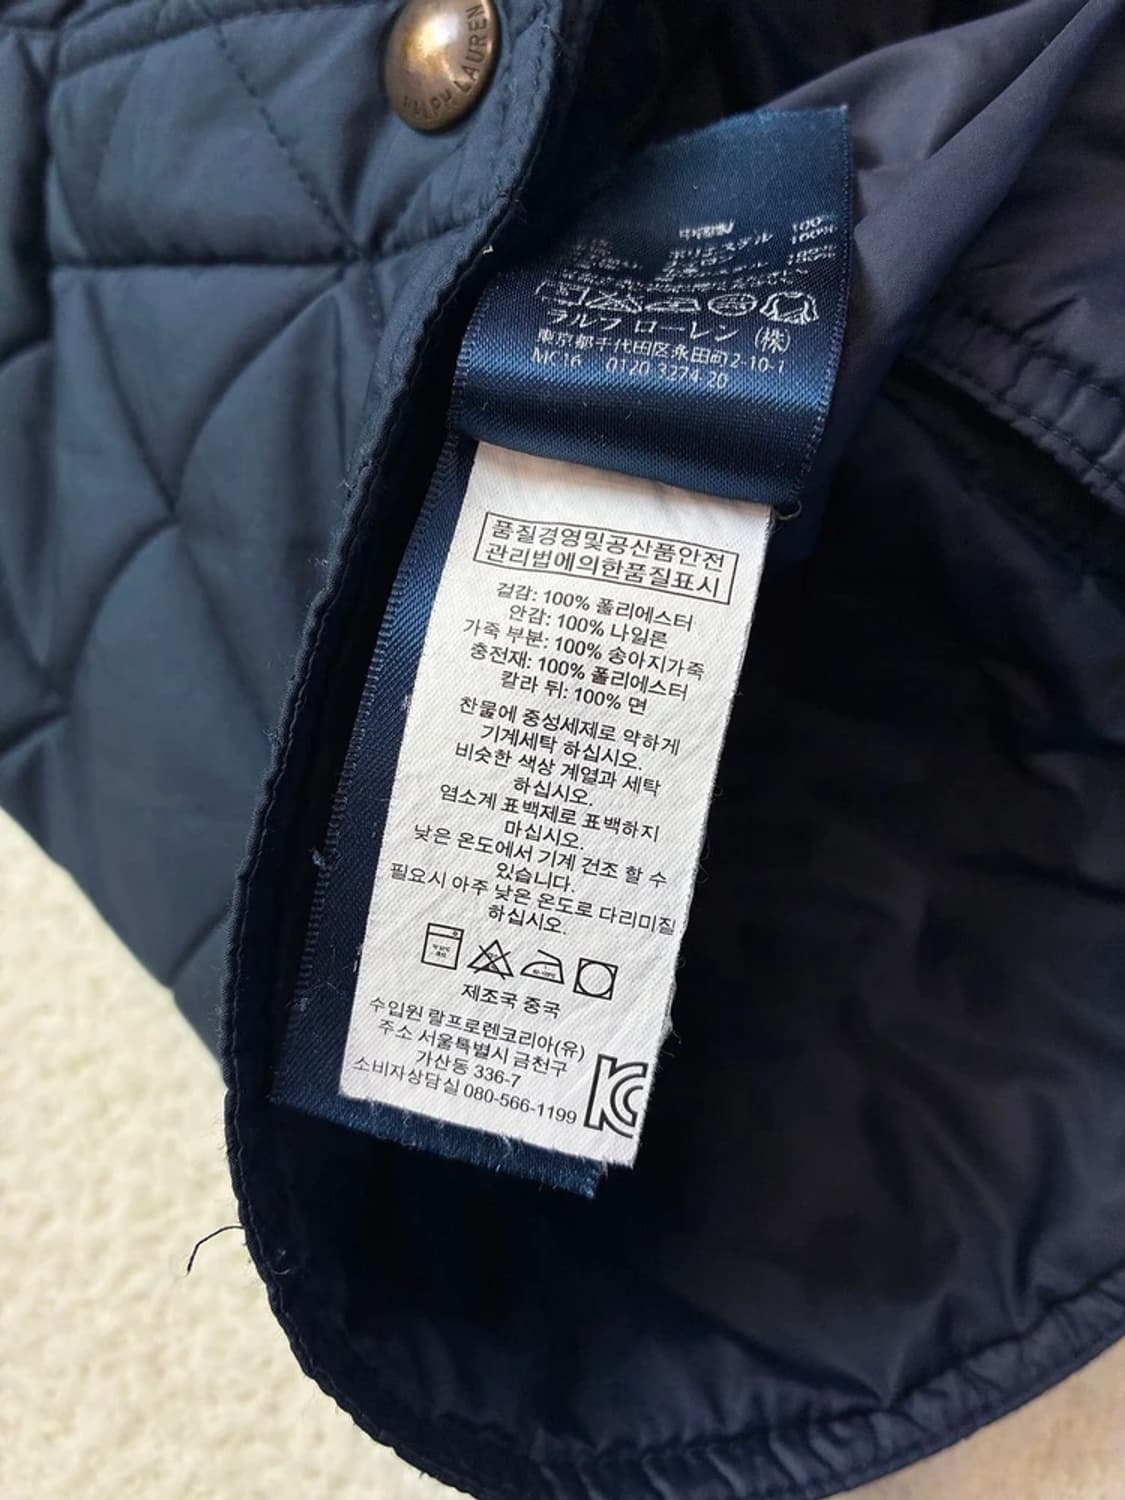 RALPH LAUREN
100%
100%
ラルフ ローレン (株)
東京都千代田区永田町2-10-1
MC16 0120 3274 20
품질경영및공산품안전
관리법에의한품질표시
겉감: 100% 폴리에스터
안감: 100% 나일론
가죽 부분: 100% 송아지가죽
충전재: 100% 폴리에스터
칼라 뒤: 100% 면
찬물에 중성세제로 약하게
기계세탁 하십시오.
비슷한 색상 계열과 세탁
하십시오.
염소계 표백제로 표백하지
마십시오.
낮은 온도에서 기계 건조 할 수
있습니다.
필요시 아주 낮은 온도로 다리미질
하십시오.
제조국 중국
수입원 랄프로렌코리아(유)
주소 서울특별시 금천구
가산동 336-7
소비자상담실 080-566-1199
KC